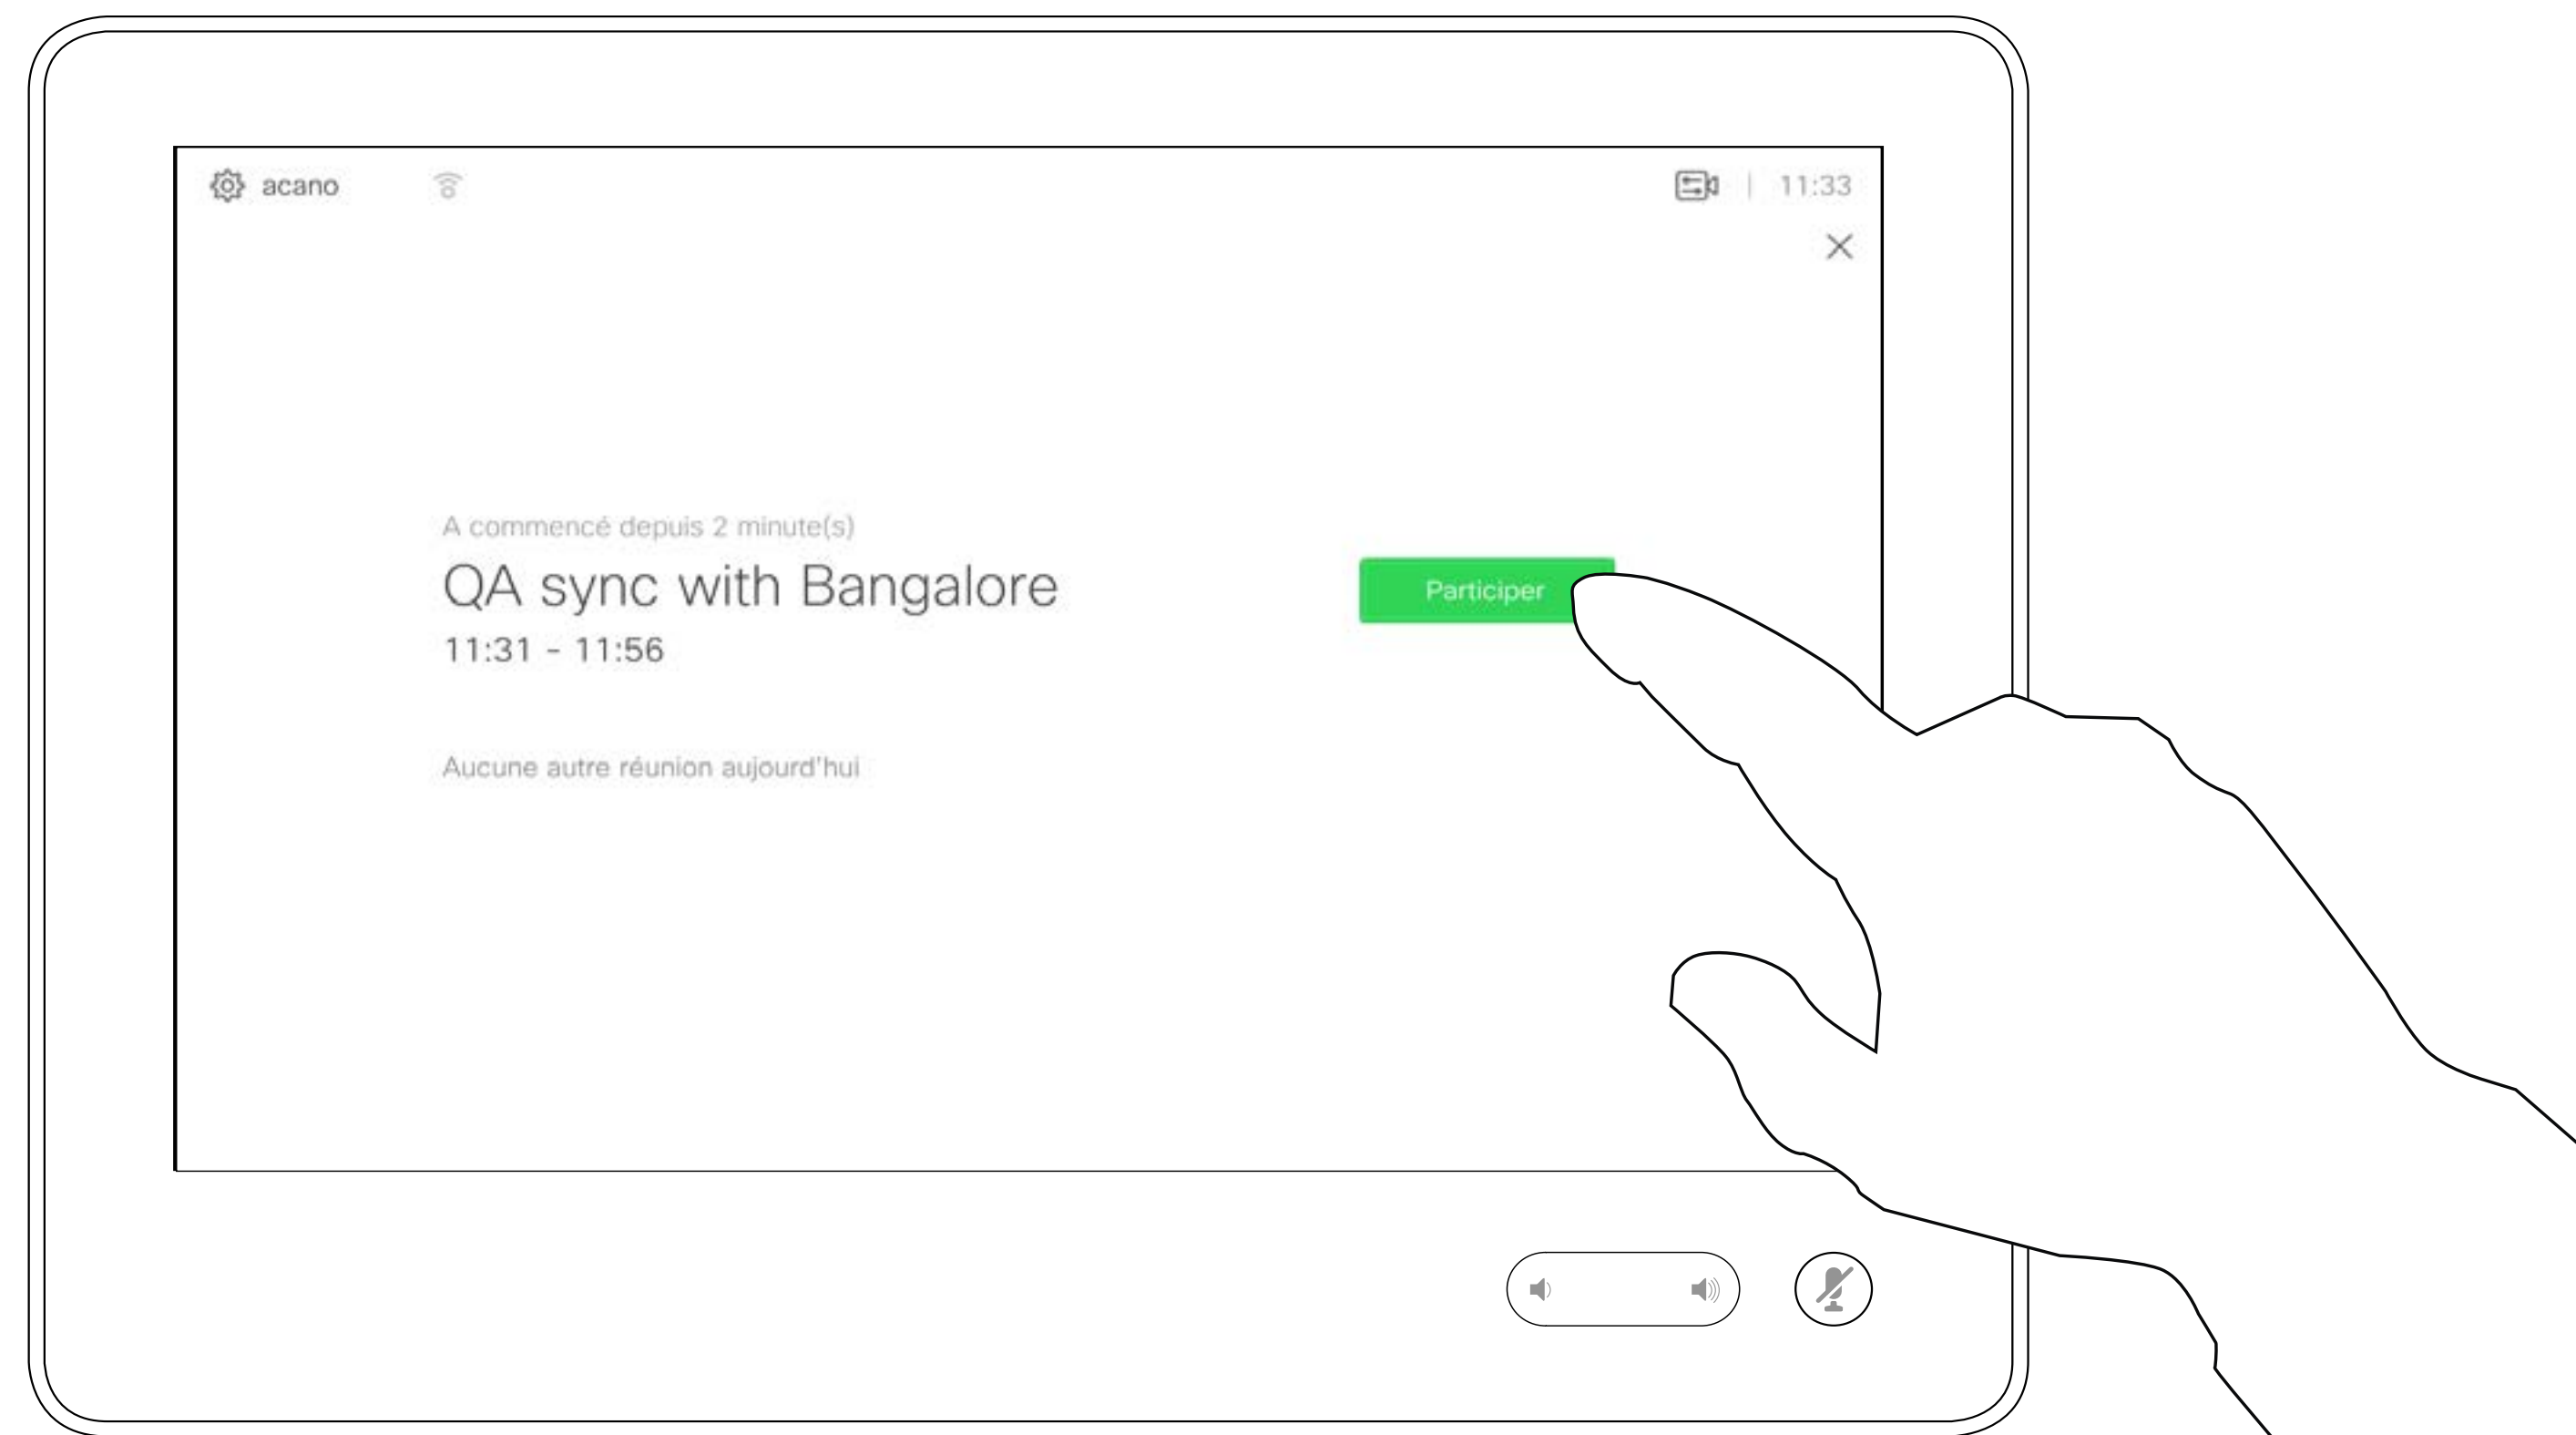 acano
11:33
A commencé depuis 2 minute(s)
QA sync with Bangalore
Participer
11:31 - 11:56
Aucune autre réunion aujourd'hui